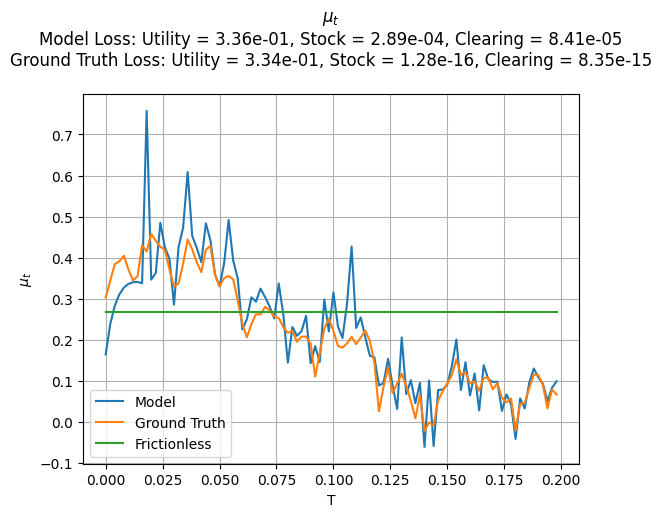 μₜ
Model Loss: Utility = 3.36e-01, Stock = 2.89e-04, Clearing = 8.41e-05
Ground Truth Loss: Utility = 3.34e-01, Stock = 1.28e-16, Clearing = 8.35e-15
0.7
0.6
0.5
0.4
0.3
0.2
0.1
0.0
−0.1
μₜ
Model
Ground Truth
Frictionless
0.000 0.025 0.050 0.075 0.100 0.125 0.150 0.175 0.200
T